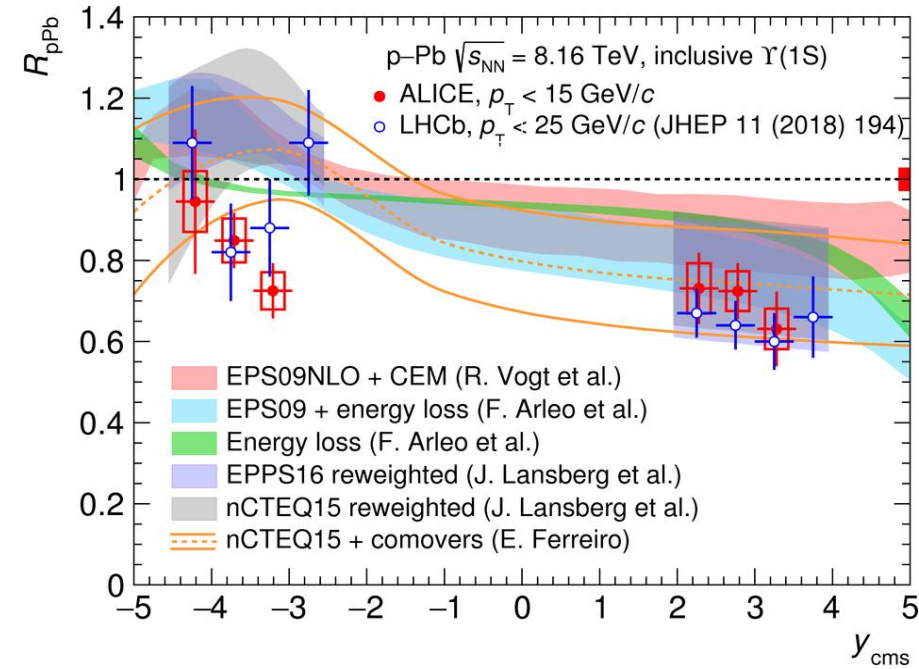 R_pPb
1.4
1.2
1
0.8
0.6
0.4
0.2
0
p–Pb √s_NN = 8.16 TeV, inclusive ϒ(1S)
ALICE, p_T < 15 GeV/c
LHCb, p_T < 25 GeV/c (JHEP 11 (2018) 194)
EPS09NLO + CEM (R. Vogt et al.)
EPS09 + energy loss (F. Arleo et al.)
Energy loss (F. Arleo et al.)
EPPS16 reweighted (J. Lansberg et al.)
nCTEQ15 reweighted (J. Lansberg et al.)
nCTEQ15 + comovers (E. Ferreiro)
−5 −4 −3 −2 −1 0 1 2 3 4 5
y_cms